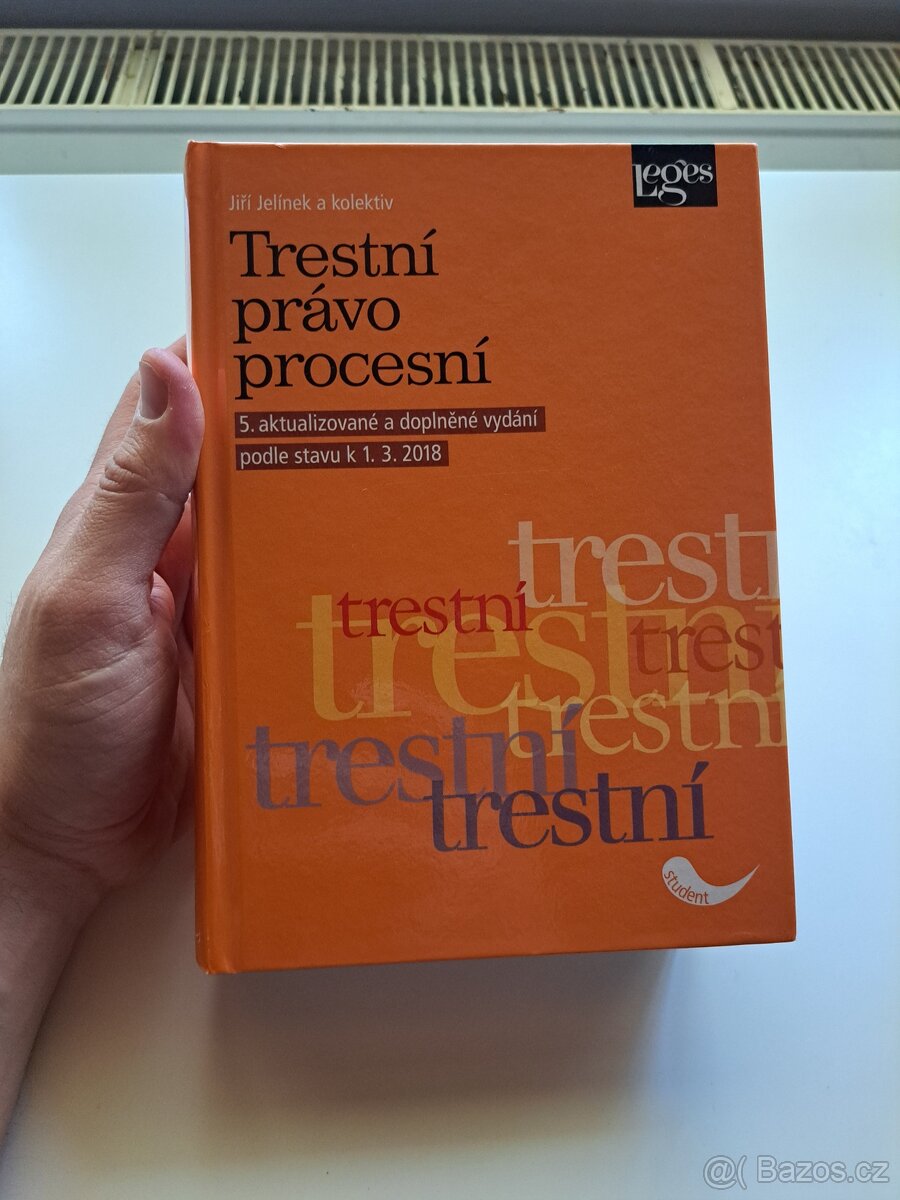 Leges
Jiří Jelínek a kolektiv
Trestní
právo
procesní
5. aktualizované a doplněné vydání
podle stavu k 1. 3. 2018
trestní
trestní
trestní
trest
trestní
trestní
trestní
student
@( Bazos.cz